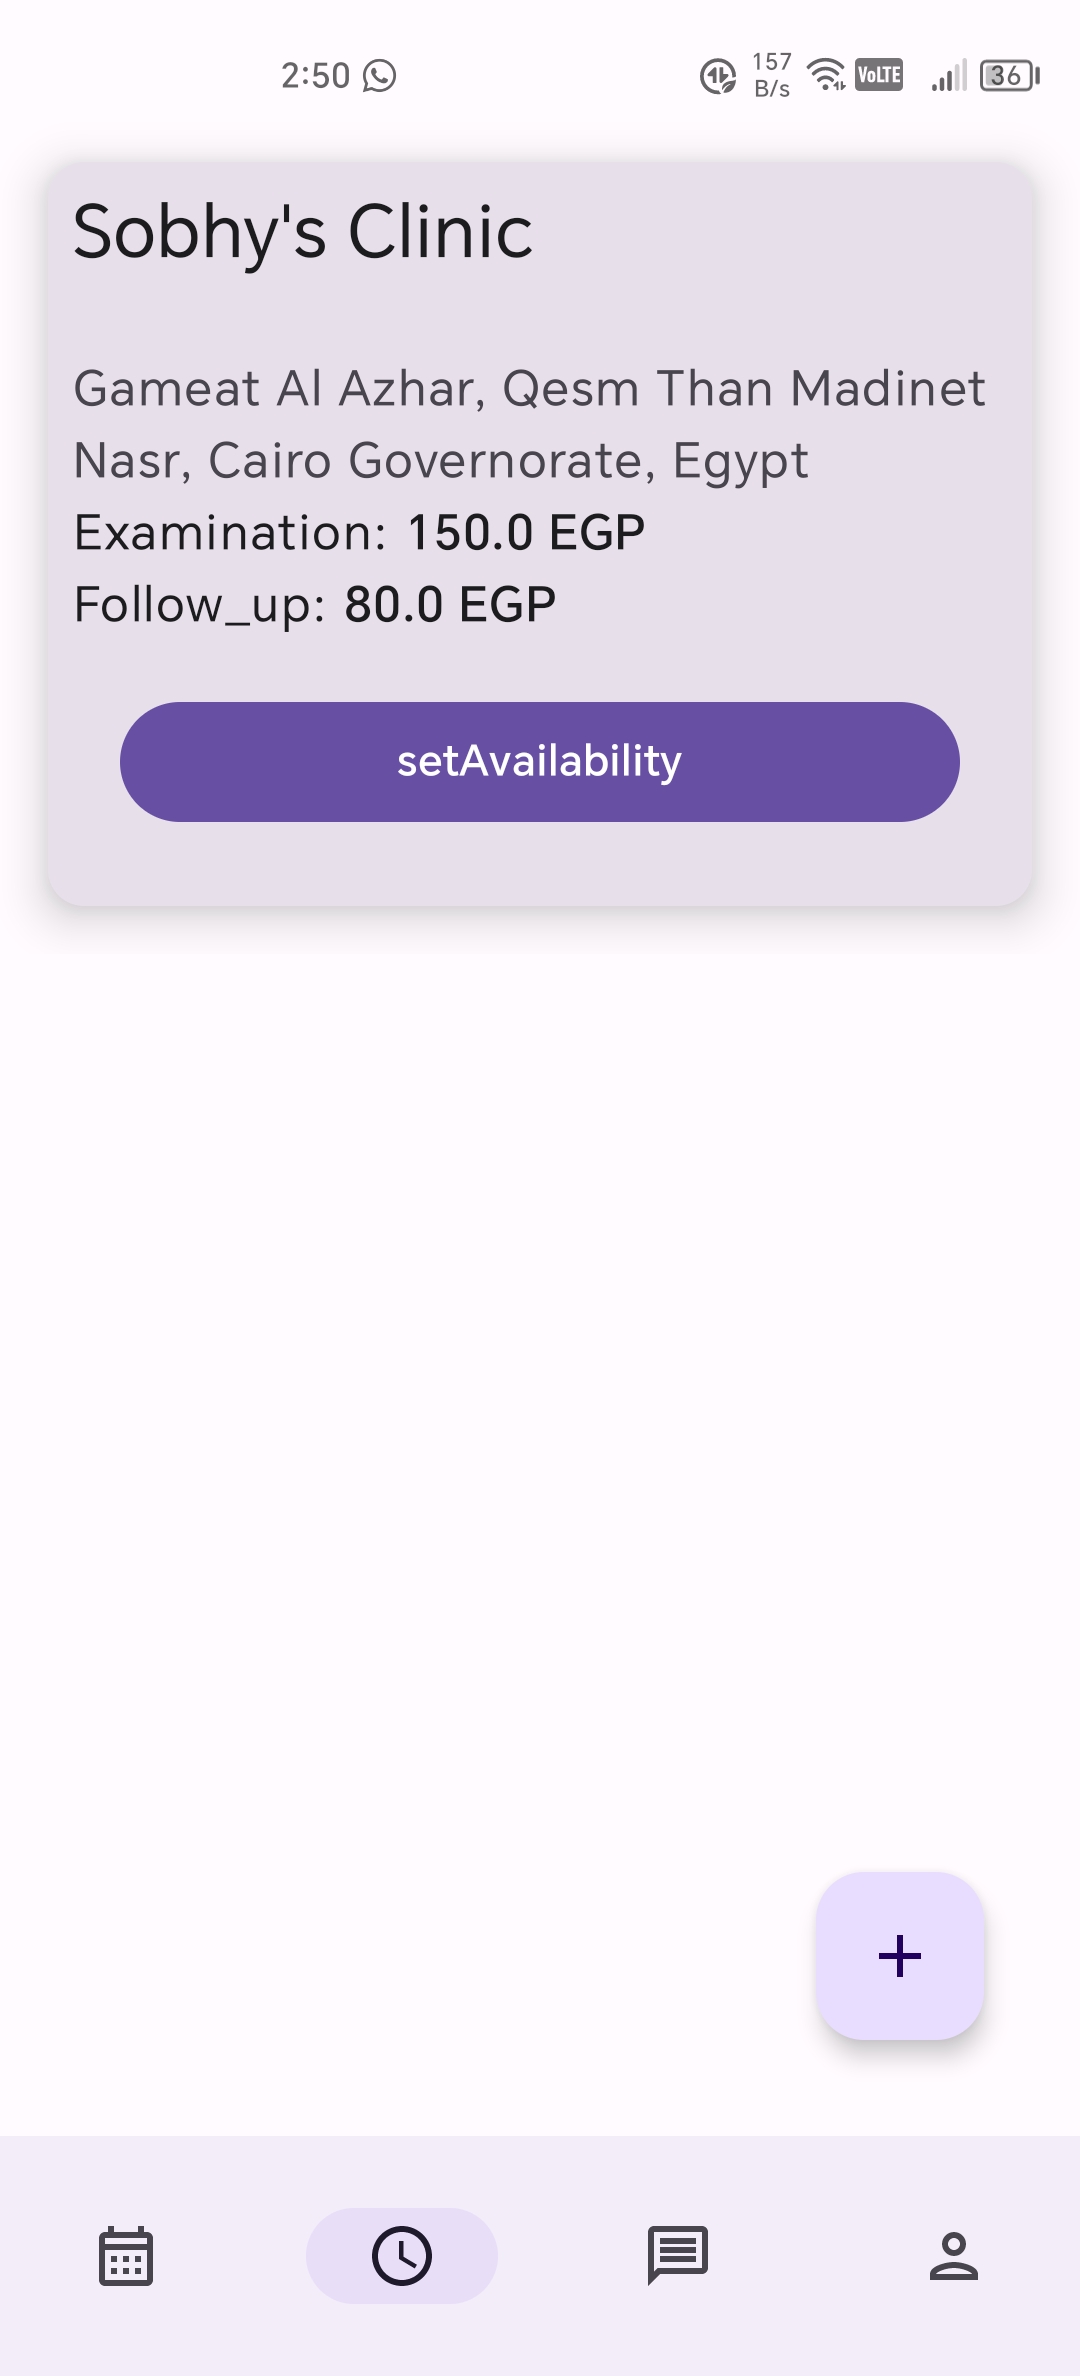 2:50
157
B/s
VoLTE
36
Sobhy's Clinic
Gameat Al Azhar, Qesm Than Madinet
Nasr, Cairo Governorate, Egypt
Examination: 150.0 EGP
Follow_up: 80.0 EGP
setAvailability